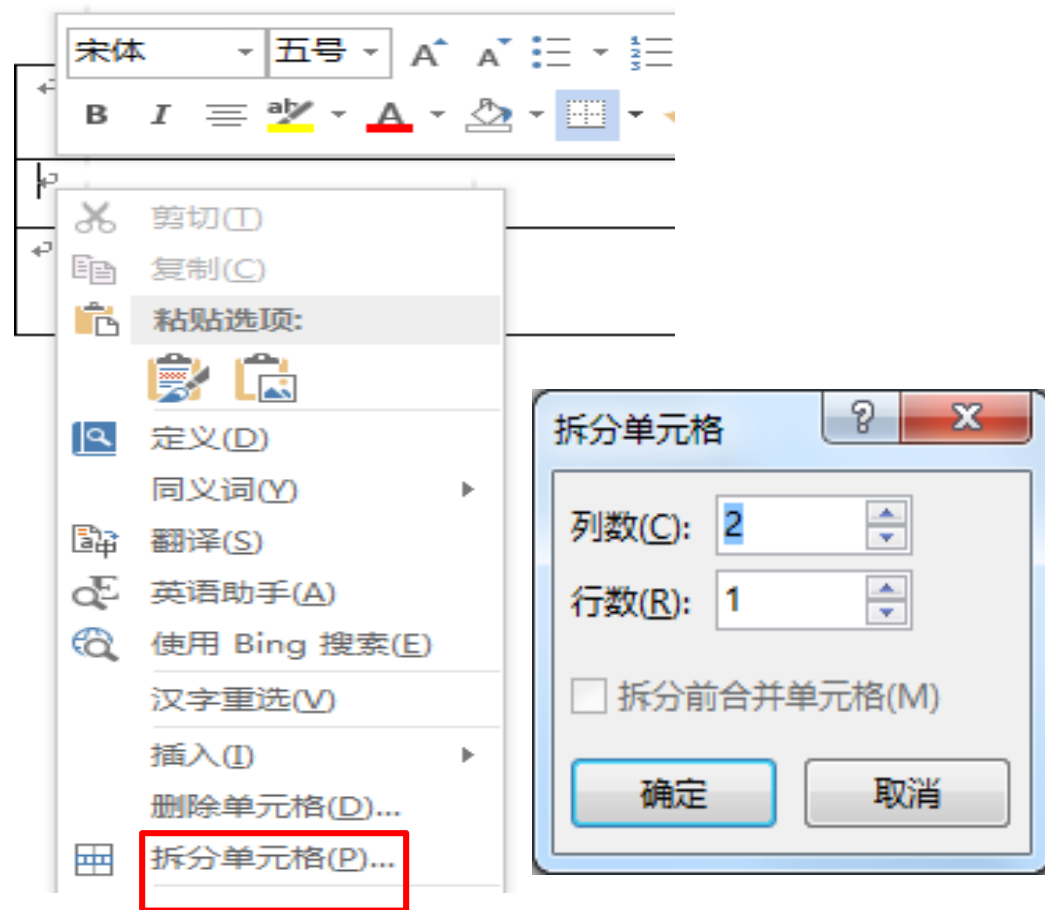 宋体 五号 A A
B I ab A
剪切(T)
复制(C)
粘贴选项:
定义(D)
同义词(Y)
翻译(S)
英语助手(A)
使用 Bing 搜索(E)
汉字重选(V)
插入(I)
删除单元格(D)...
拆分单元格(P)...
拆分单元格
列数(C): 2
行数(R): 1
拆分前合并单元格(M)
确定 取消